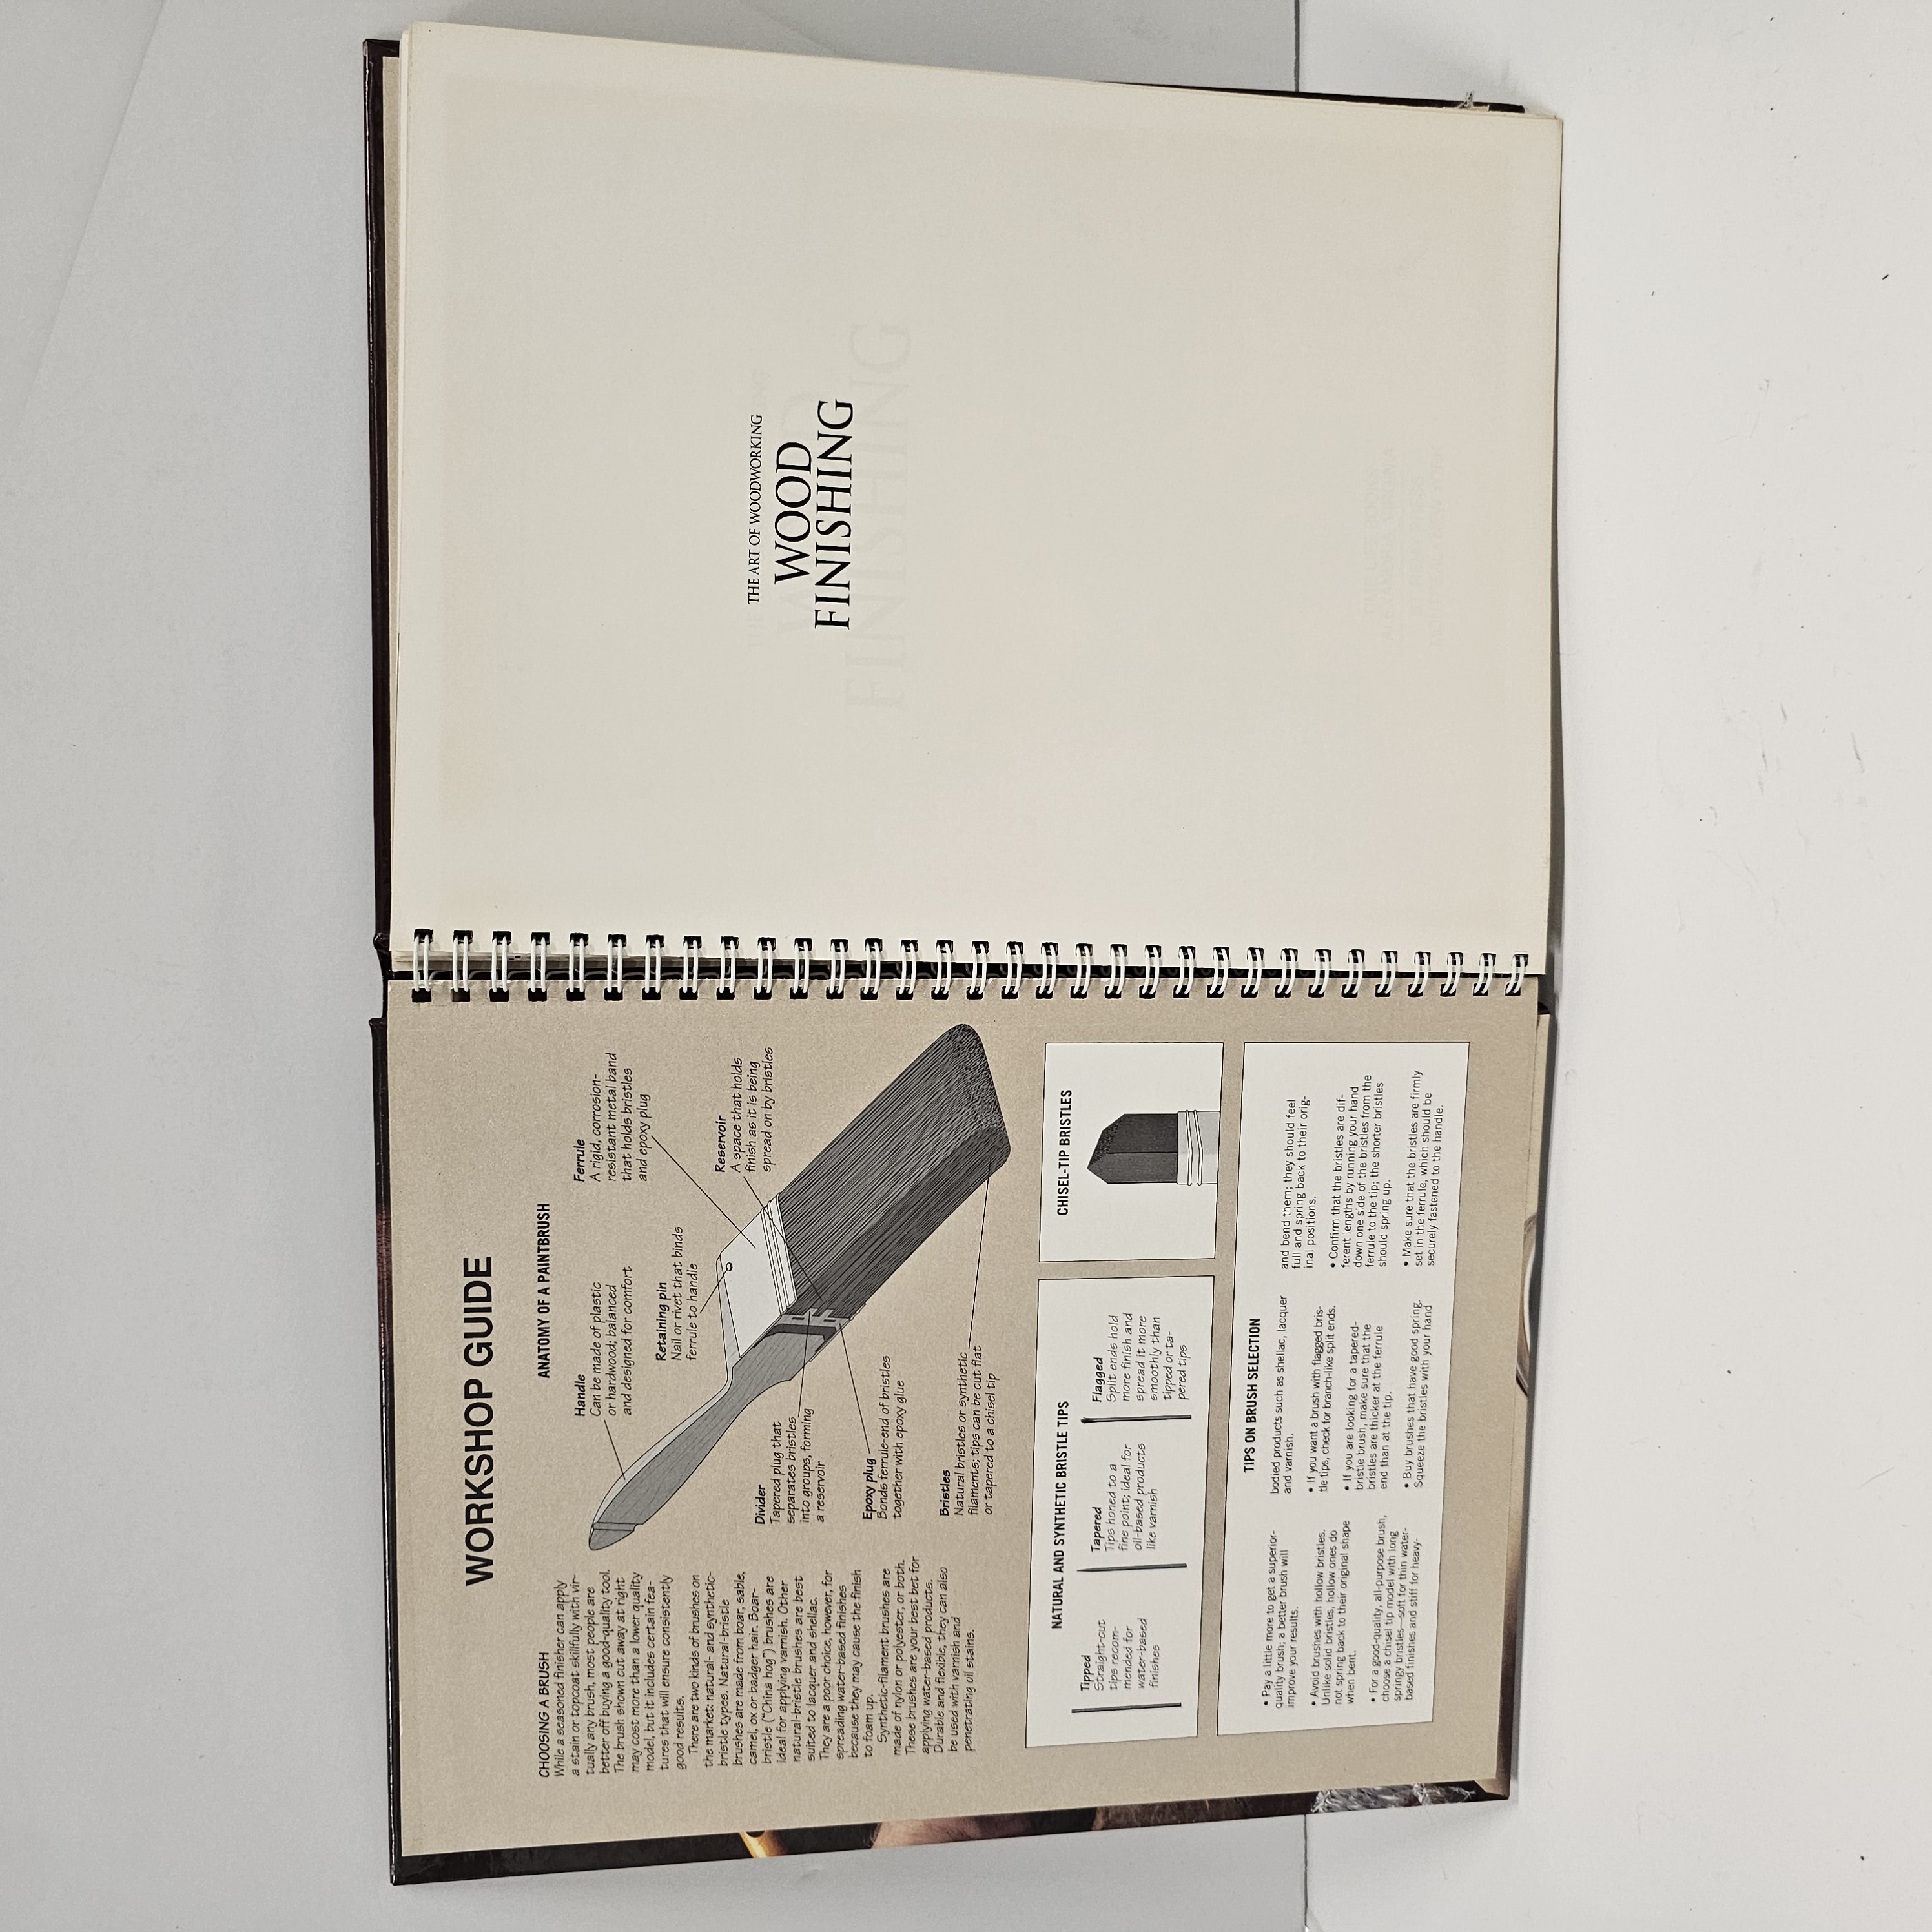 WORKSHOP GUIDE
CHOOSING A BRUSH
While a seasoned finisher can apply
a stain or topcoat skillfully with vir-
tually any brush, most people are
better off buying a good-quality tool.
The brush shown cut away at right
may cost more than a lower quality
model, but it includes certain fea-
tures that will ensure consistently
good results.
There are two kinds of brushes on
the market: natural- and synthetic-
bristle types. Natural-bristle
brushes are made from boar, sable,
camel, ox or badger hair. Boar-
bristle ("China hog") brushes are
ideal for applying varnish. Other
natural-bristle brushes are best
suited to lacquer and shellac.
They are a poor choice, however, for
spreading water-based finishes
because they may cause the finish
to foam up.
Synthetic-filament brushes are
made of nylon or polyester, or both.
These brushes are your best bet for
applying water-based products.
Durable and flexible, they can also
be used with varnish and
penetrating oil stains.
ANATOMY OF A PAINTBRUSH
Handle
Can be made of plastic
or hardwood; balanced
and designed for comfort
Ferrule
A rigid, corrosion-
resistant metal band
that holds bristles
and epoxy plug
Retaining pin
Nail or rivet that binds
ferrule to handle
Reservoir
A space that holds
finish as it is being
spread on by bristles
Divider
Tapered plug that
separates bristles
into groups, forming
a reservoir
Epoxy plug
Bonds ferrule-end of bristles
together with epoxy glue
Bristles
Natural bristles or synthetic
filaments; tips can be cut flat
or tapered to a chisel tip
NATURAL AND SYNTHETIC BRISTLE TIPS
Tipped
Straight-cut
tips recom-
mended for
water-based
finishes
Tapered
Tips honed to a
fine point; ideal for
oil-based products
like varnish
Flagged
Split ends hold
more finish and
spread it more
smoothly than
tipped or ta-
pered tips
CHISEL-TIP BRISTLES
TIPS ON BRUSH SELECTION
• Pay a little more to get a superior-
quality brush; a better brush will
improve your results.
• Avoid brushes with hollow bristles.
Unlike solid bristles, hollow ones do
not spring back to their original shape
when bent.
• For a good-quality, all-purpose brush,
choose a chisel tip model with long
springy bristles—soft for thin water-
based finishes and stiff for heavy-
bodied products such as shellac, lacquer
and varnish.
• If you want a brush with flagged bris-
tle tips, check for branch-like split ends.
• If you are looking for a tapered-
bristle brush, make sure that the
bristles are thicker at the ferrule
end than at the tip.
• Buy brushes that have good spring.
Squeeze the bristles with your hand
and bend them; they should feel
full and spring back to their orig-
inal positions.
• Confirm that the bristles are dif-
ferent lengths by running your hand
down one side of the bristles from the
ferrule to the tip; the shorter bristles
should spring up.
• Make sure that the bristles are firmly
set in the ferrule, which should be
securely fastened to the handle.
THE ART OF WOODWORKING
WOOD
FINISHING